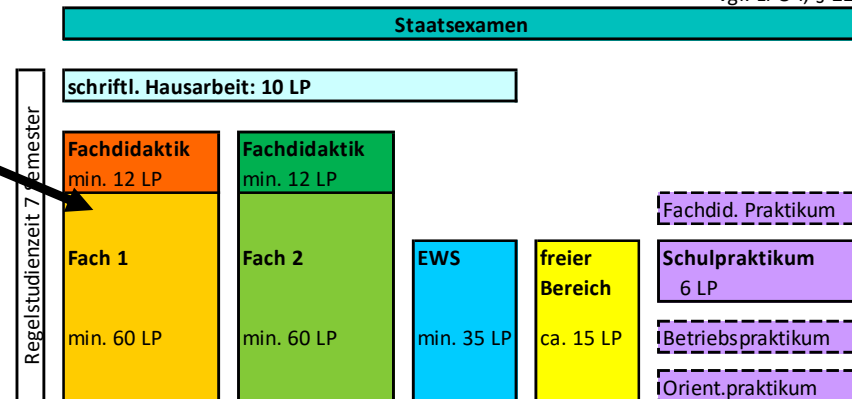 Staatsexamen
schriftl. Hausarbeit: 10 LP
Regelstudienzeit 7 Semester
Fachdidaktik
min. 12 LP
Fach 1
min. 60 LP
Fachdidaktik
min. 12 LP
Fach 2
min. 60 LP
EWS
min. 35 LP
freier
Bereich
ca. 15 LP
Fachdid. Praktikum
Schulpraktikum
6 LP
Betriebspraktikum
Orient.praktikum